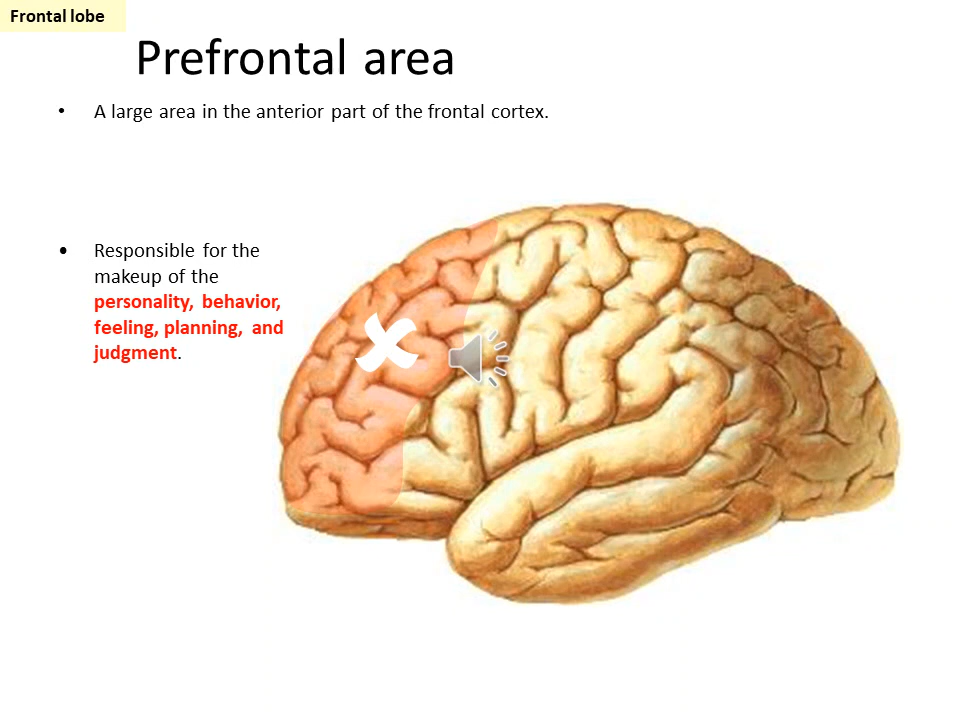 Frontal lobe
Prefrontal area
• A large area in the anterior part of the frontal cortex.
• Responsible for the
makeup of the
personality, behavior,
feeling, planning, and
judgment.